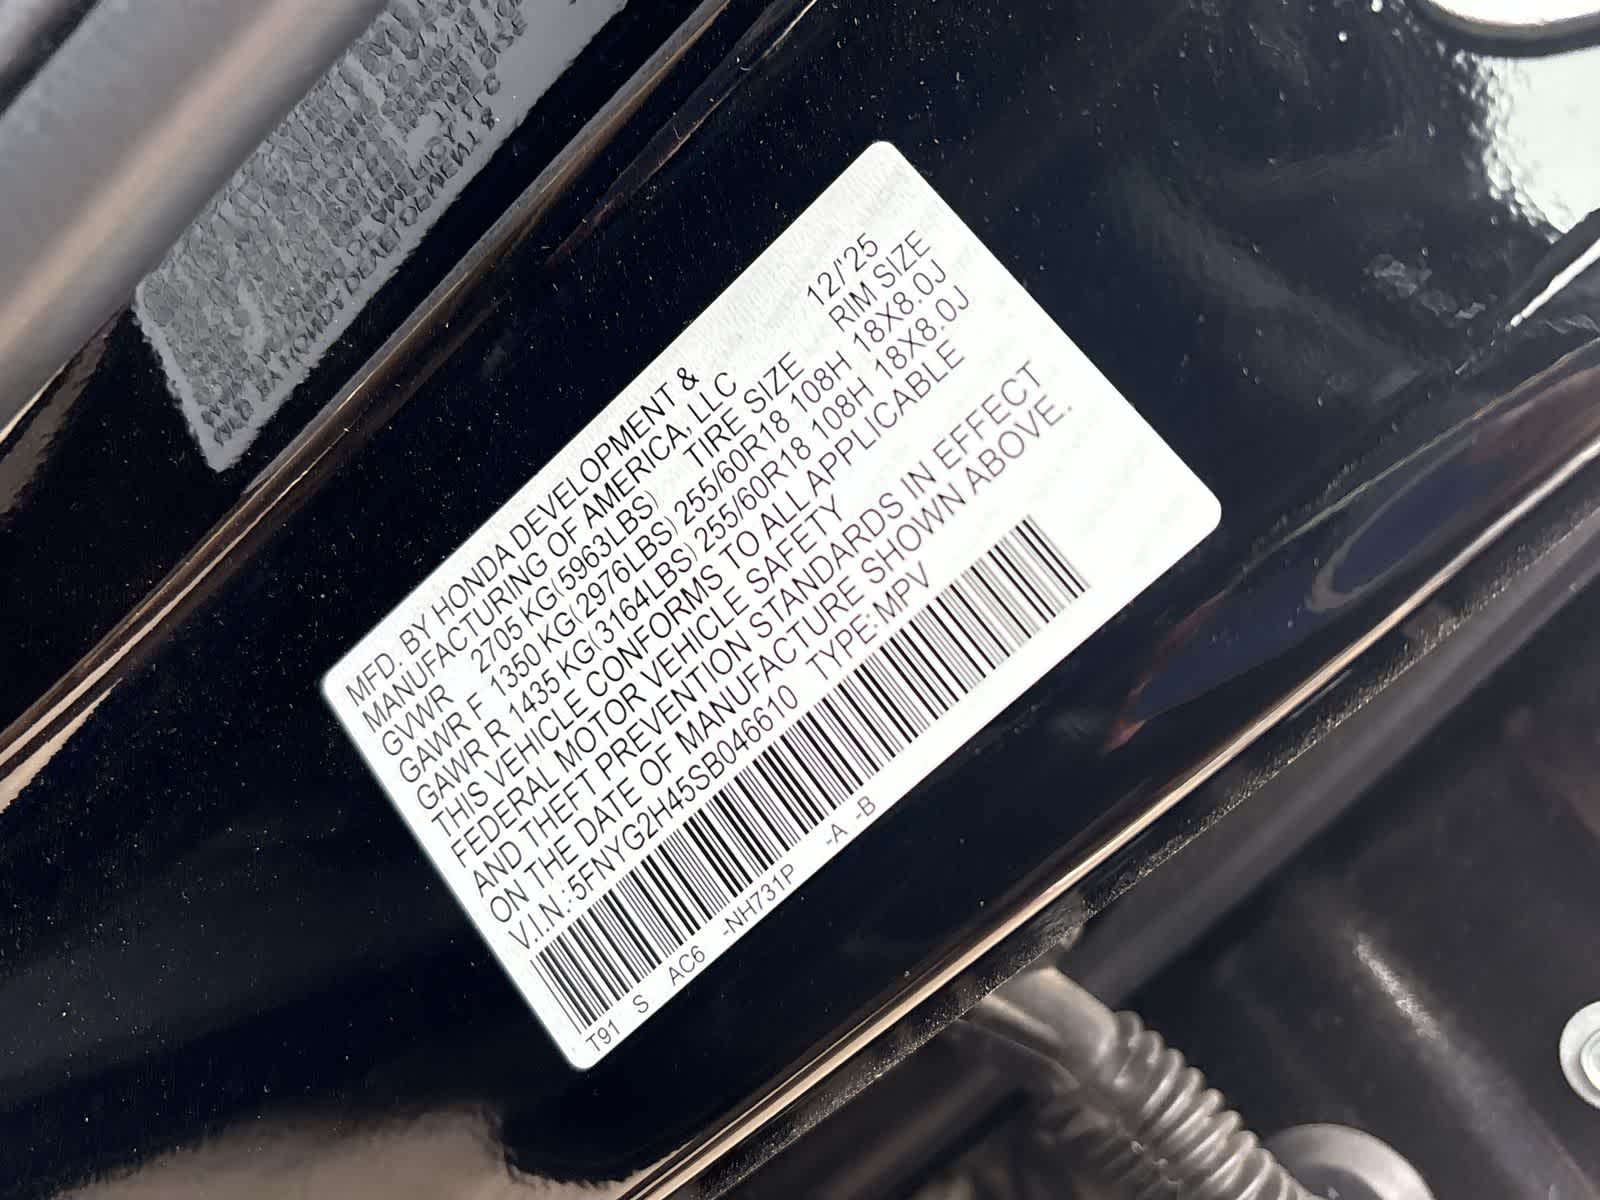 MFD. BY HONDA DEVELOPMENT &
MANUFACTURING OF AMERICA, LLC 12/'25
GVWR 2705 KG(5963LBS) TIRE SIZE RIM SIZE
GAWR F 1350 KG(2976LBS) 255/60R18 108H 18X8.0J
GAWR R 1435 KG(3164LBS) 255/60R18 108H 18X8.0J
THIS VEHICLE CONFORMS TO ALL APPLICABLE
FEDERAL MOTOR VEHICLE SAFETY
AND THEFT PREVENTION STANDARDS IN EFFECT
ON THE DATE OF MANUFACTURE SHOWN ABOVE.
V.I.N.:5FNYG2H45SB046610 TYPE:MPV
T91 S AC6 -NH731P -A -B